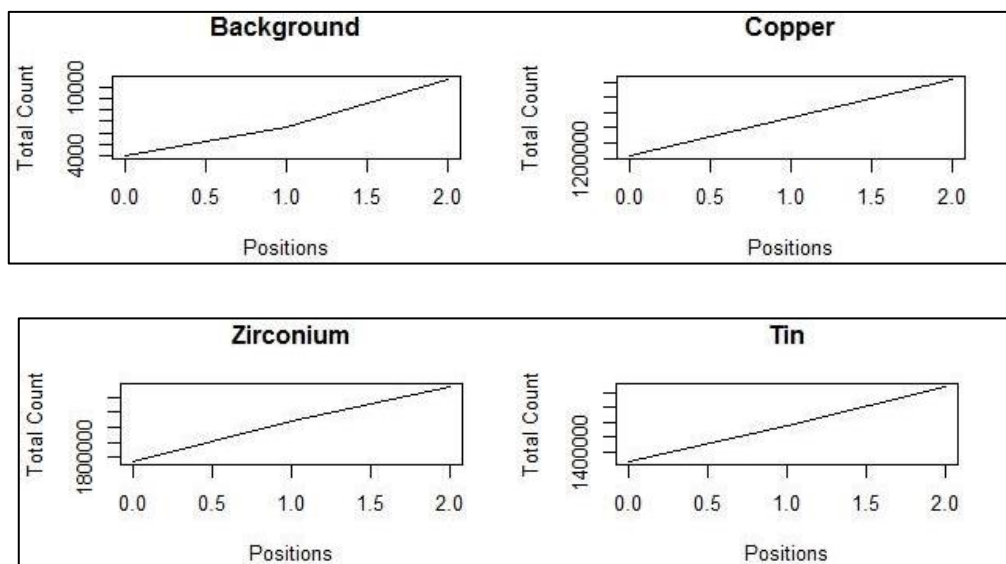 Background
Total Count
10000
4000
0.0 0.5 1.0 1.5 2.0
Positions
Copper
Total Count
1200000
0.0 0.5 1.0 1.5 2.0
Positions
Zirconium
Total Count
1800000
0.0 0.5 1.0 1.5 2.0
Positions
Tin
Total Count
1400000
0.0 0.5 1.0 1.5 2.0
Positions